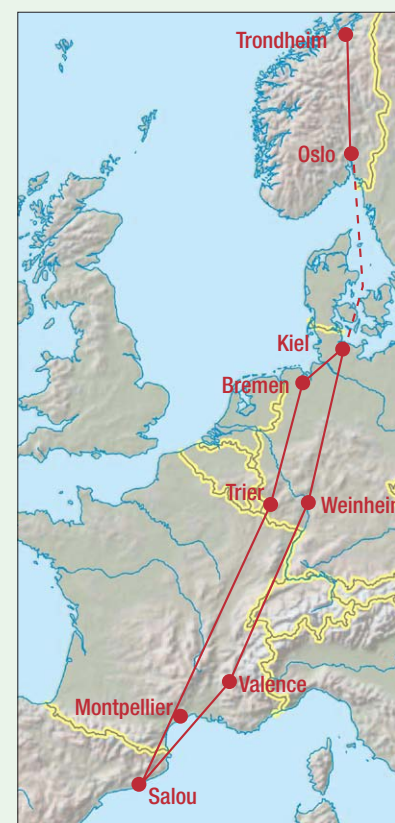 Trondheim
Oslo
Kiel
Bremen
Trier
Weinheim
Valence
Montpellier
Salou